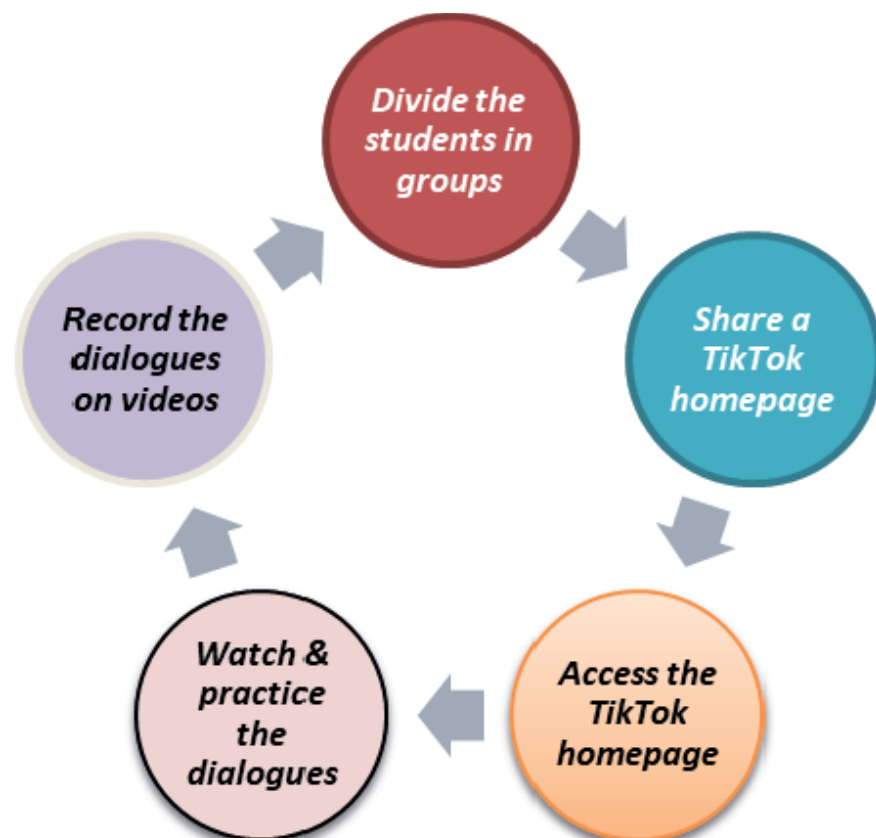 Divide the
students in
groups
Share a
TikTok
homepage
Access the
TikTok
homepage
Watch &
practice
the
dialogues
Record the
dialogues
on videos